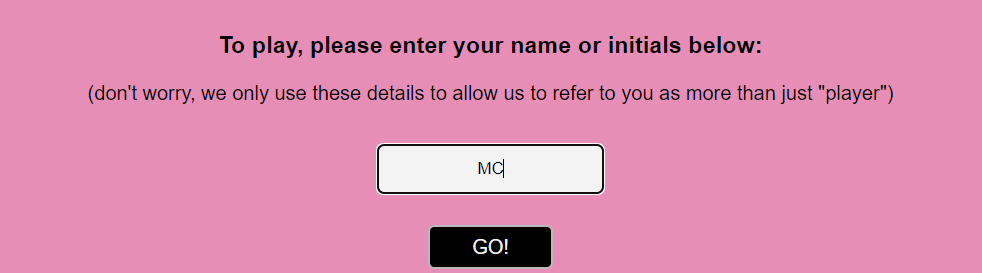 To play, please enter your name or initials below:
(don't worry, we only use these details to allow us to refer to you as more than just "player")
MC
GO!